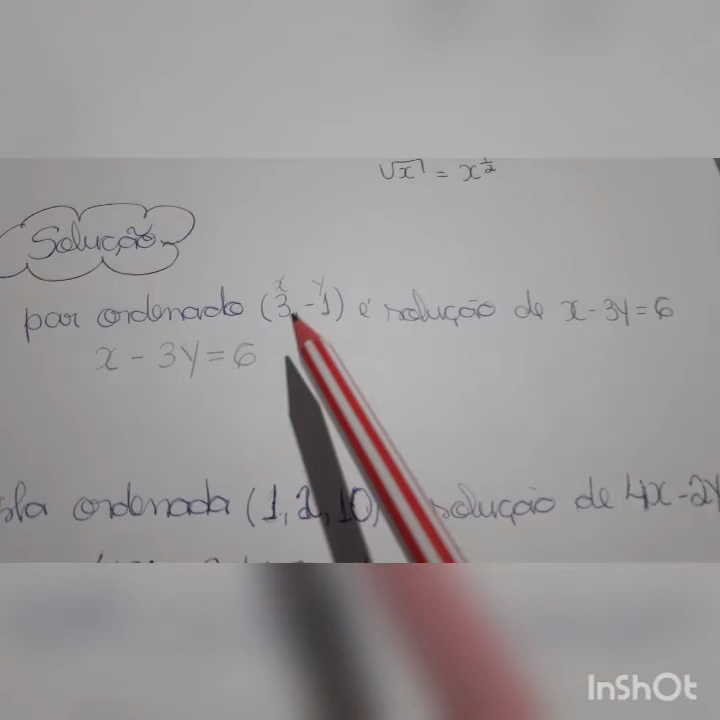 √x = x^½
Solução
par ordenado (3, -1) é solução de x - 3y = 6
x y
x - 3y = 6
ordenada (1, 2, 10) solução de 4x - 2y
InShOt